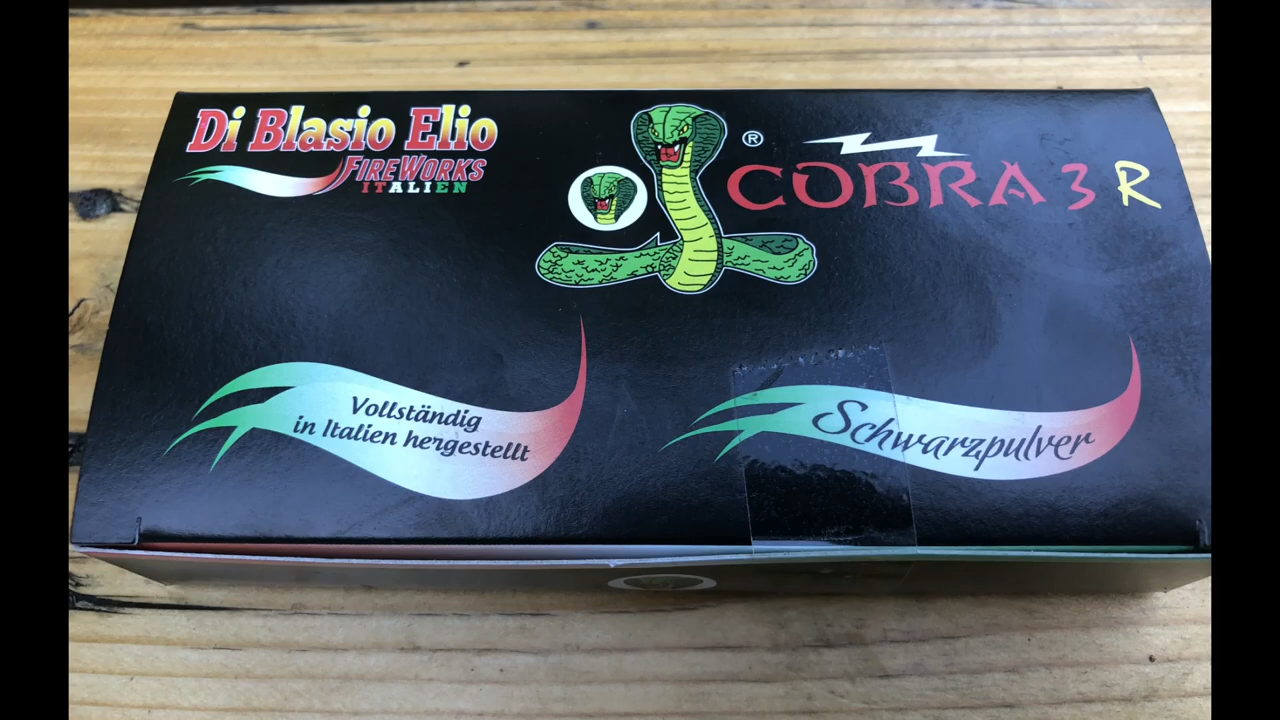 Di Blasio Elio
FIREWORKS
ITALIEN
®
COBRA 3 R
Vollständig
in Italien hergestellt
Schwarzpulver